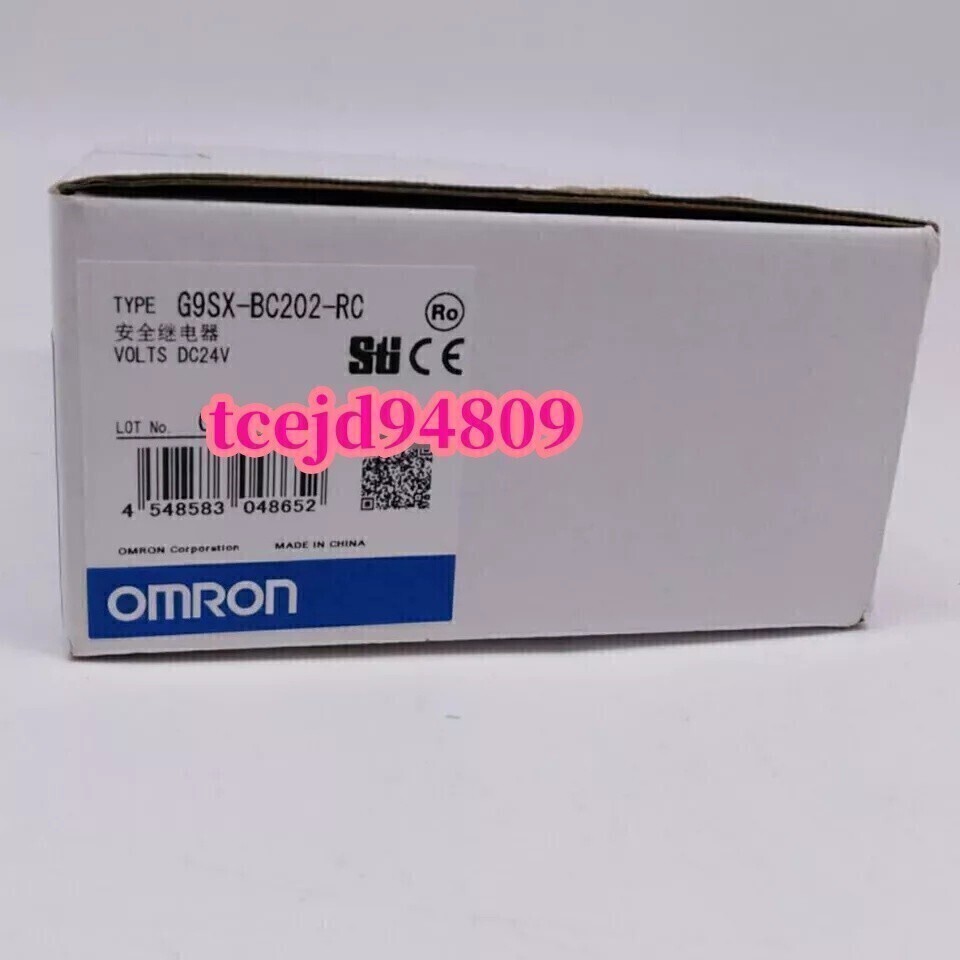 TYPE G9SX-BC202-RC
Ro
安全继电器
VOLTS DC24V
Sti CE
LOT No.
tcejd94809
4 548583 048652
OMRON Corporation MADE IN CHINA
OMRON